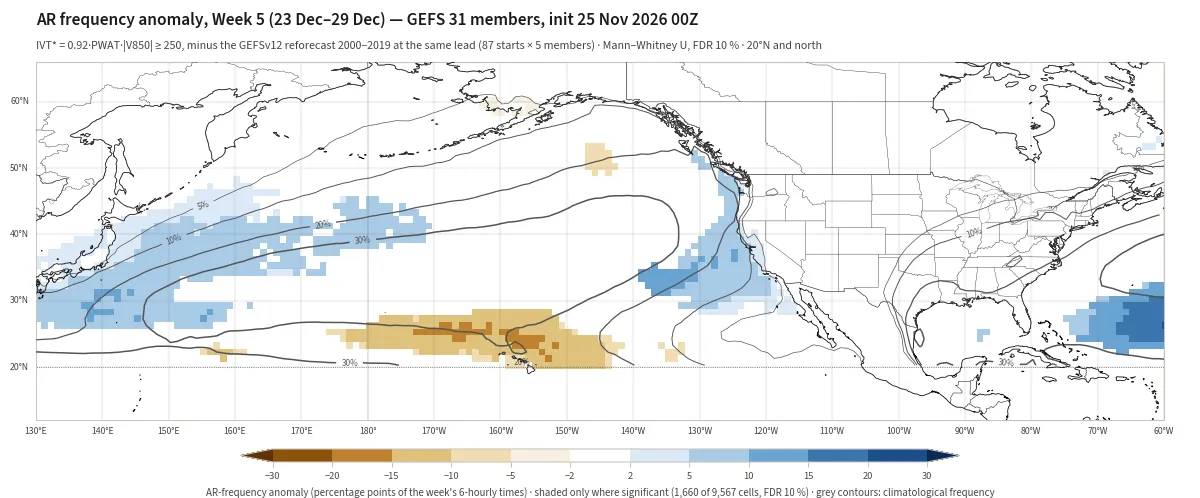 AR frequency anomaly, Week 5 (23 Dec–29 Dec) — GEFS 31 members, init 25 Nov 2026 00Z
IVT* = 0.92·PWAT·|V850| ≥ 250, minus the GEFSv12 reforecast 2000–2019 at the same lead (87 starts × 5 members) · Mann–Whitney U, FDR 10 % · 20°N and north
60°N
50°N
5%
20%
10%
10%
40°N
30%
30°N
30%
30%
20°N
130°E 140°E 150°E 160°E 170°E 180° 170°W 160°W 150°W 140°W 130°W 120°W 110°W 100°W 90°W 80°W 70°W 60°W
−30 −20 −15 −10 −5 −2 2 5 10 15 20 30
AR-frequency anomaly (percentage points of the week's 6-hourly times) · shaded only where significant (1,660 of 9,567 cells, FDR 10 %) · grey contours: climatological frequency